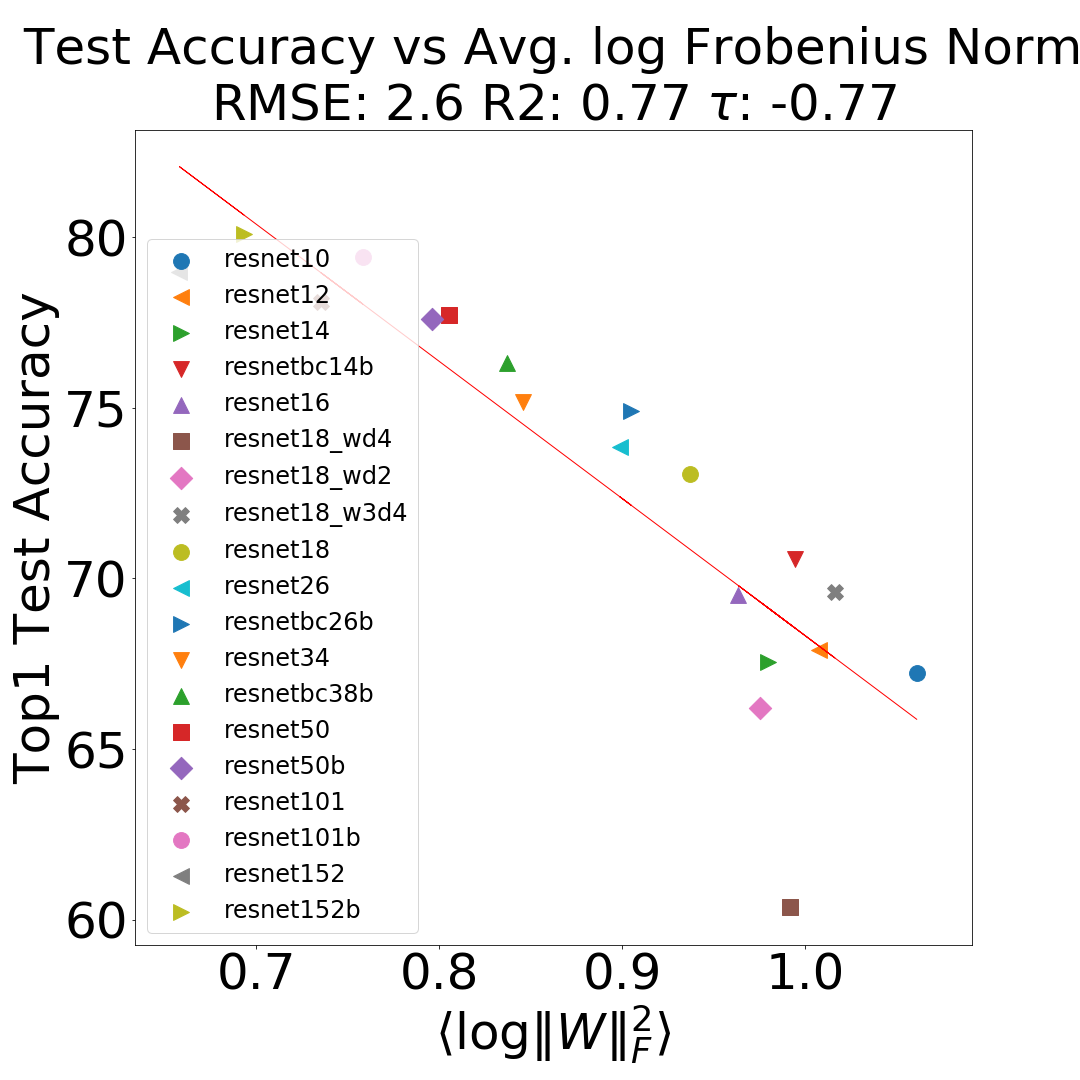 Test Accuracy vs Avg. log Frobenius Norm
RMSE: 2.6 R2: 0.77 τ: -0.77
Top1 Test Accuracy
80
75
70
65
60
resnet10
resnet12
resnet14
resnetbc14b
resnet16
resnet18_wd4
resnet18_wd2
resnet18_w3d4
resnet18
resnet26
resnetbc26b
resnet34
resnetbc38b
resnet50
resnet50b
resnet101
resnet101b
resnet152
resnet152b
0.7 0.8 0.9 1.0
⟨log‖W‖²_F⟩